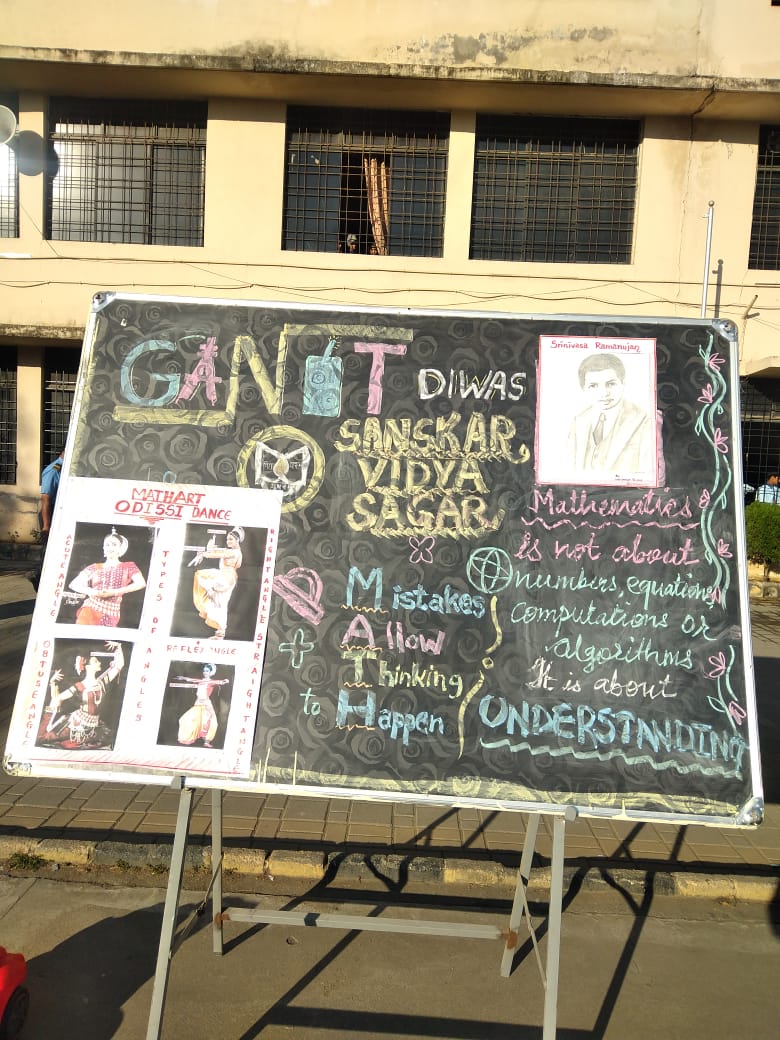 GANIT DIWAS
SANSKAR,
VIDYA
SAGAR
Srinivasa Ramanujan
Mathematics
is not about
numbers, equations,
computations or
algorithms
It is about
UNDERSTANDING
Mistakes
Allow
Thinking
to Happen
MATHART
ODISSI DANCE
ACUTE ANGLE
TYPES OF ANGLES
RIGHT ANGLE
STRAIGHT ANGLE
OBTUSE ANGLE
REFLEX ANGLE